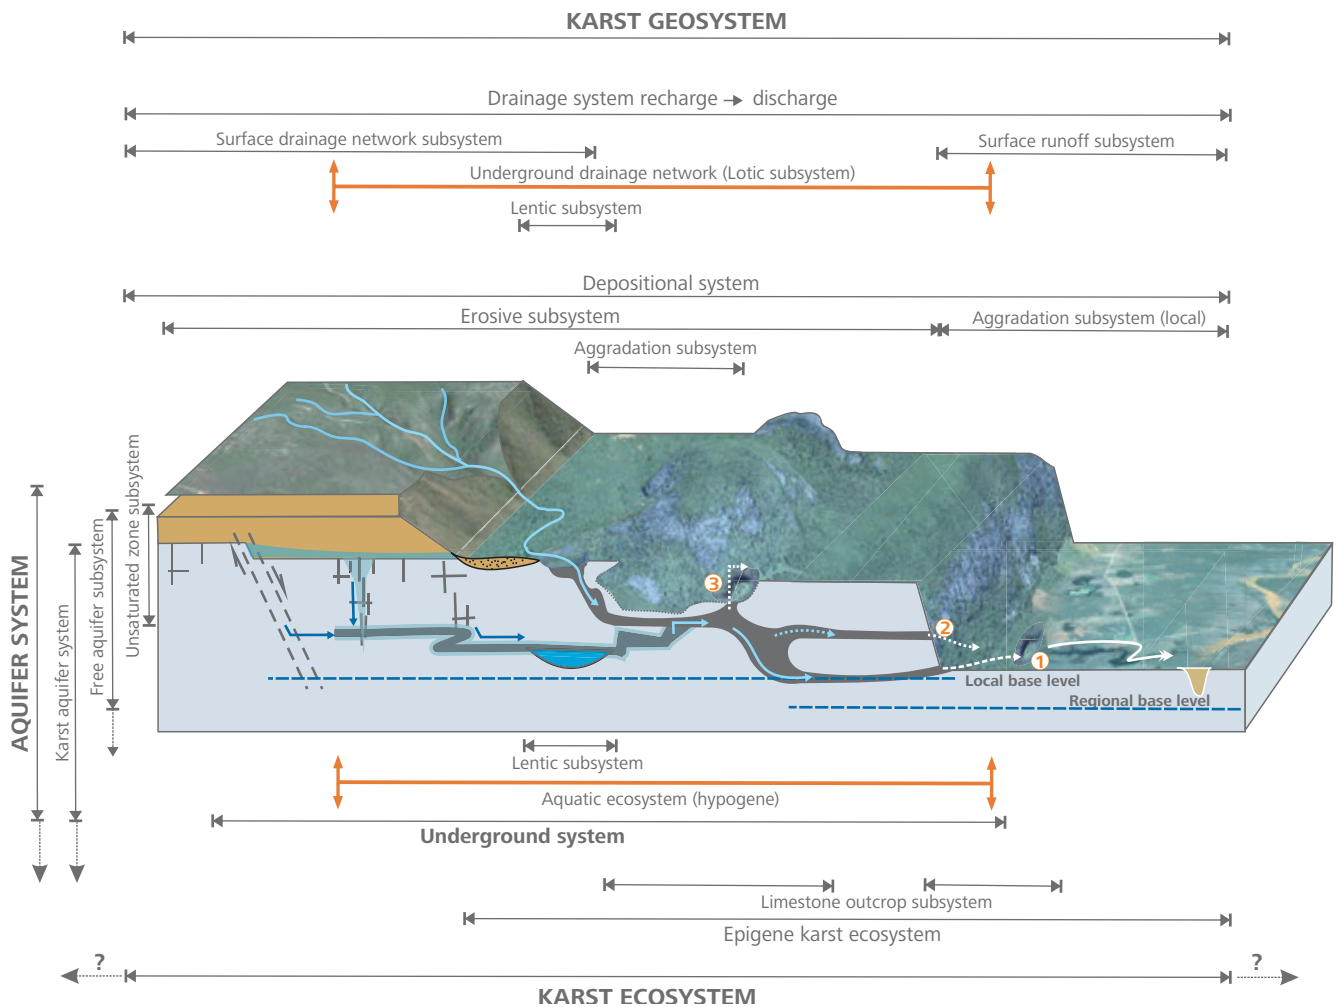 KARST GEOSYSTEM
Drainage system recharge → discharge
Surface drainage network subsystem
Surface runoff subsystem
Underground drainage network (Lotic subsystem)
Lentic subsystem
Depositional system
Erosive subsystem
Aggradation subsystem (local)
Aggradation subsystem
AQUIFER SYSTEM
Karst aquifer system
Free aquifer subsystem
Unsaturated zone subsystem
3
2
1
Local base level
Regional base level
Lentic subsystem
Aquatic ecosystem (hypogene)
Underground system
Limestone outcrop subsystem
Epigene karst ecosystem
?
?
KARST ECOSYSTEM